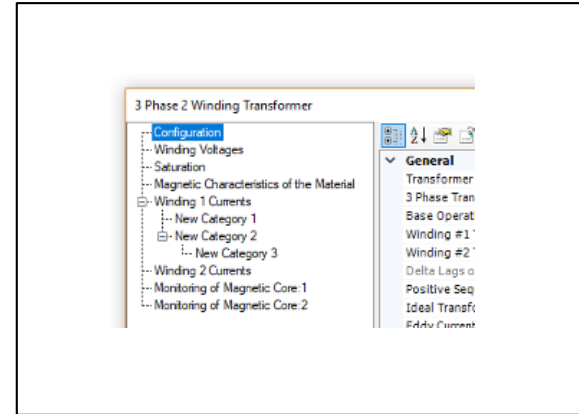 3 Phase 2 Winding Transformer
Configuration
Winding Voltages
Saturation
Magnetic Characteristics of the Material
Winding 1 Currents
New Category 1
New Category 2
New Category 3
Winding 2 Currents
Monitoring of Magnetic Core:1
Monitoring of Magnetic Core:2
General
Transformer
3 Phase Tran
Base Operat
Winding #1
Winding #2
Delta Lags o
Positive Seq
Ideal Transfo
Eddy Current